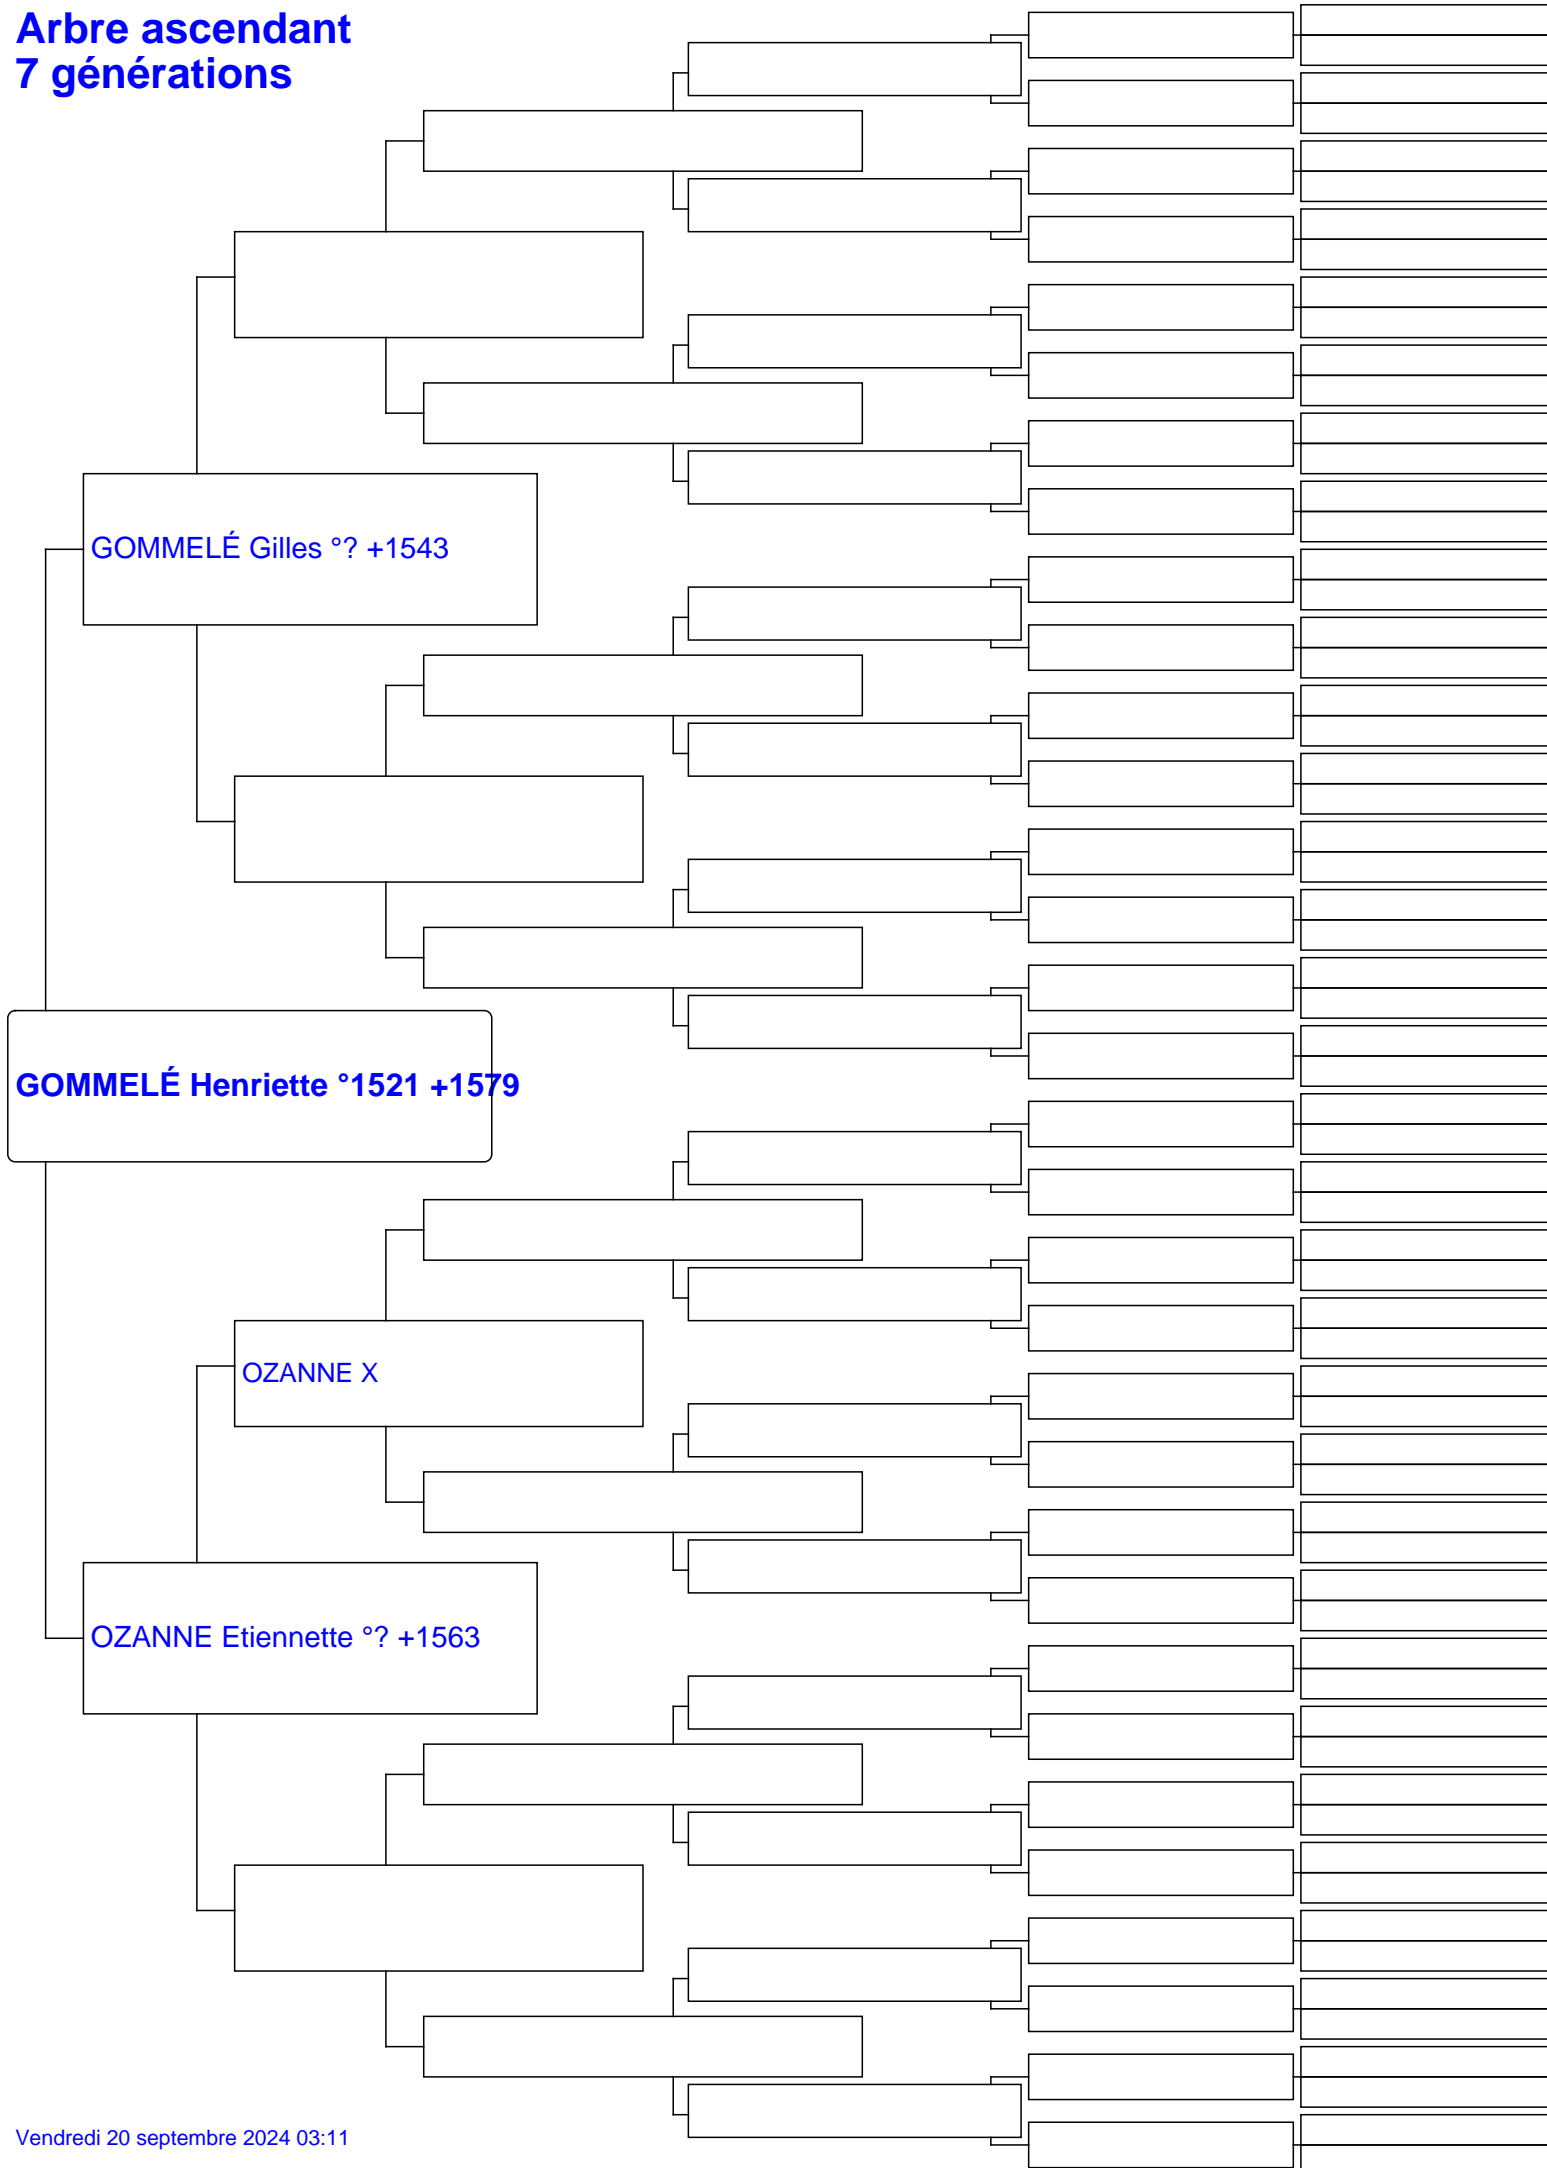 Arbre ascendant
7 générations
GOMMELÉ Gilles °? +1543
GOMMELÉ Henriette °1521 +1579
OZANNE X
OZANNE Etiennette °? +1563
Vendredi 20 septembre 2024 03:11